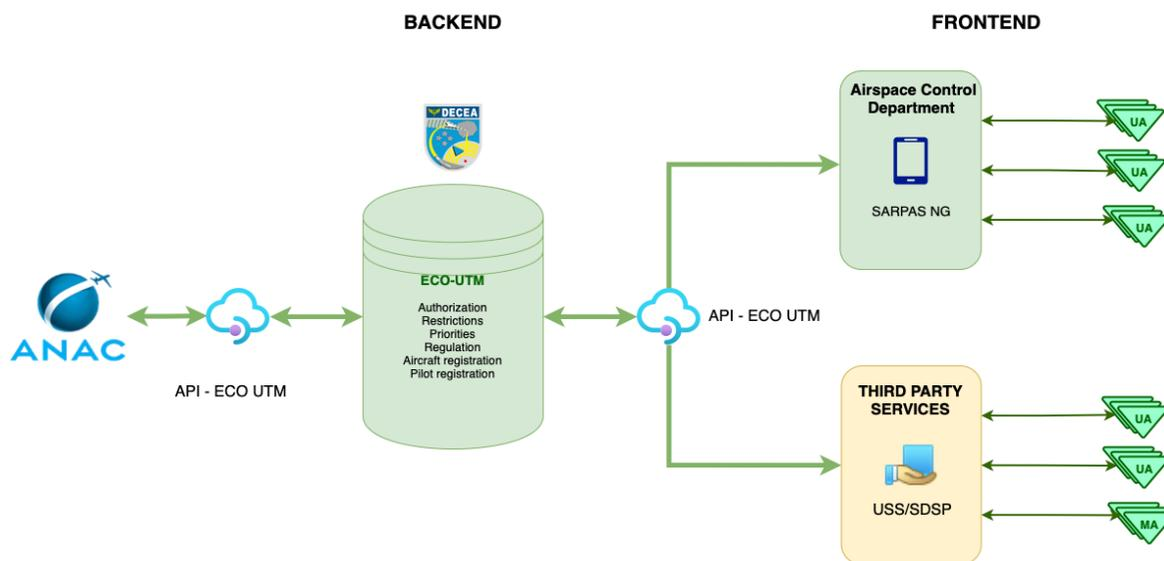 BACKEND
FRONTEND
DECEA
ANAC
API - ECO UTM
ECO-UTM
Authorization
Restrictions
Priorities
Regulation
Aircraft registration
Pilot registration
API - ECO UTM
Airspace Control
Department
SARPAS NG
UA
UA
UA
THIRD PARTY
SERVICES
USS/SDSP
UA
UA
MA